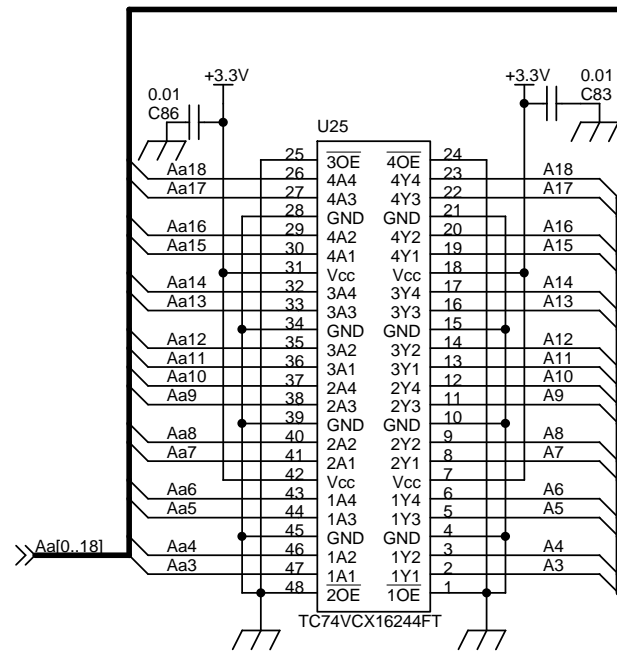 +3.3V +3.3V
0.01 0.01
C86 C83
U25
25 3OE 4OE 24
Aa18 26 4A4 4Y4 23 A18
Aa17 27 4A3 4Y3 22 A17
28 GND GND 21
Aa16 29 4A2 4Y2 20 A16
Aa15 30 4A1 4Y1 19 A15
31 Vcc Vcc 18
Aa14 32 3A4 3Y4 17 A14
Aa13 33 3A3 3Y3 16 A13
34 GND GND 15
Aa12 35 3A2 3Y2 14 A12
Aa11 36 3A1 3Y1 13 A11
Aa10 37 2A4 2Y4 12 A10
Aa9 38 2A3 2Y3 11 A9
39 GND GND 10
Aa8 40 2A2 2Y2 9 A8
Aa7 41 2A1 2Y1 8 A7
42 Vcc Vcc 7
Aa6 43 1A4 1Y4 6 A6
Aa5 44 1A3 1Y3 5 A5
45 GND GND 4
Aa[0..18]
Aa4 46 1A2 1Y2 3 A4
Aa3 47 1A1 1Y1 2 A3
48 2OE 1OE 1
TC74VCX16244FT